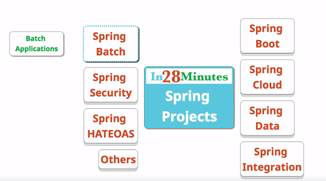 Batch
Applications
Spring
Batch
Spring
Security
Spring
HATEOAS
Others
In28Minutes
Spring
Projects
Spring
Boot
Spring
Cloud
Spring
Data
Spring
Integration